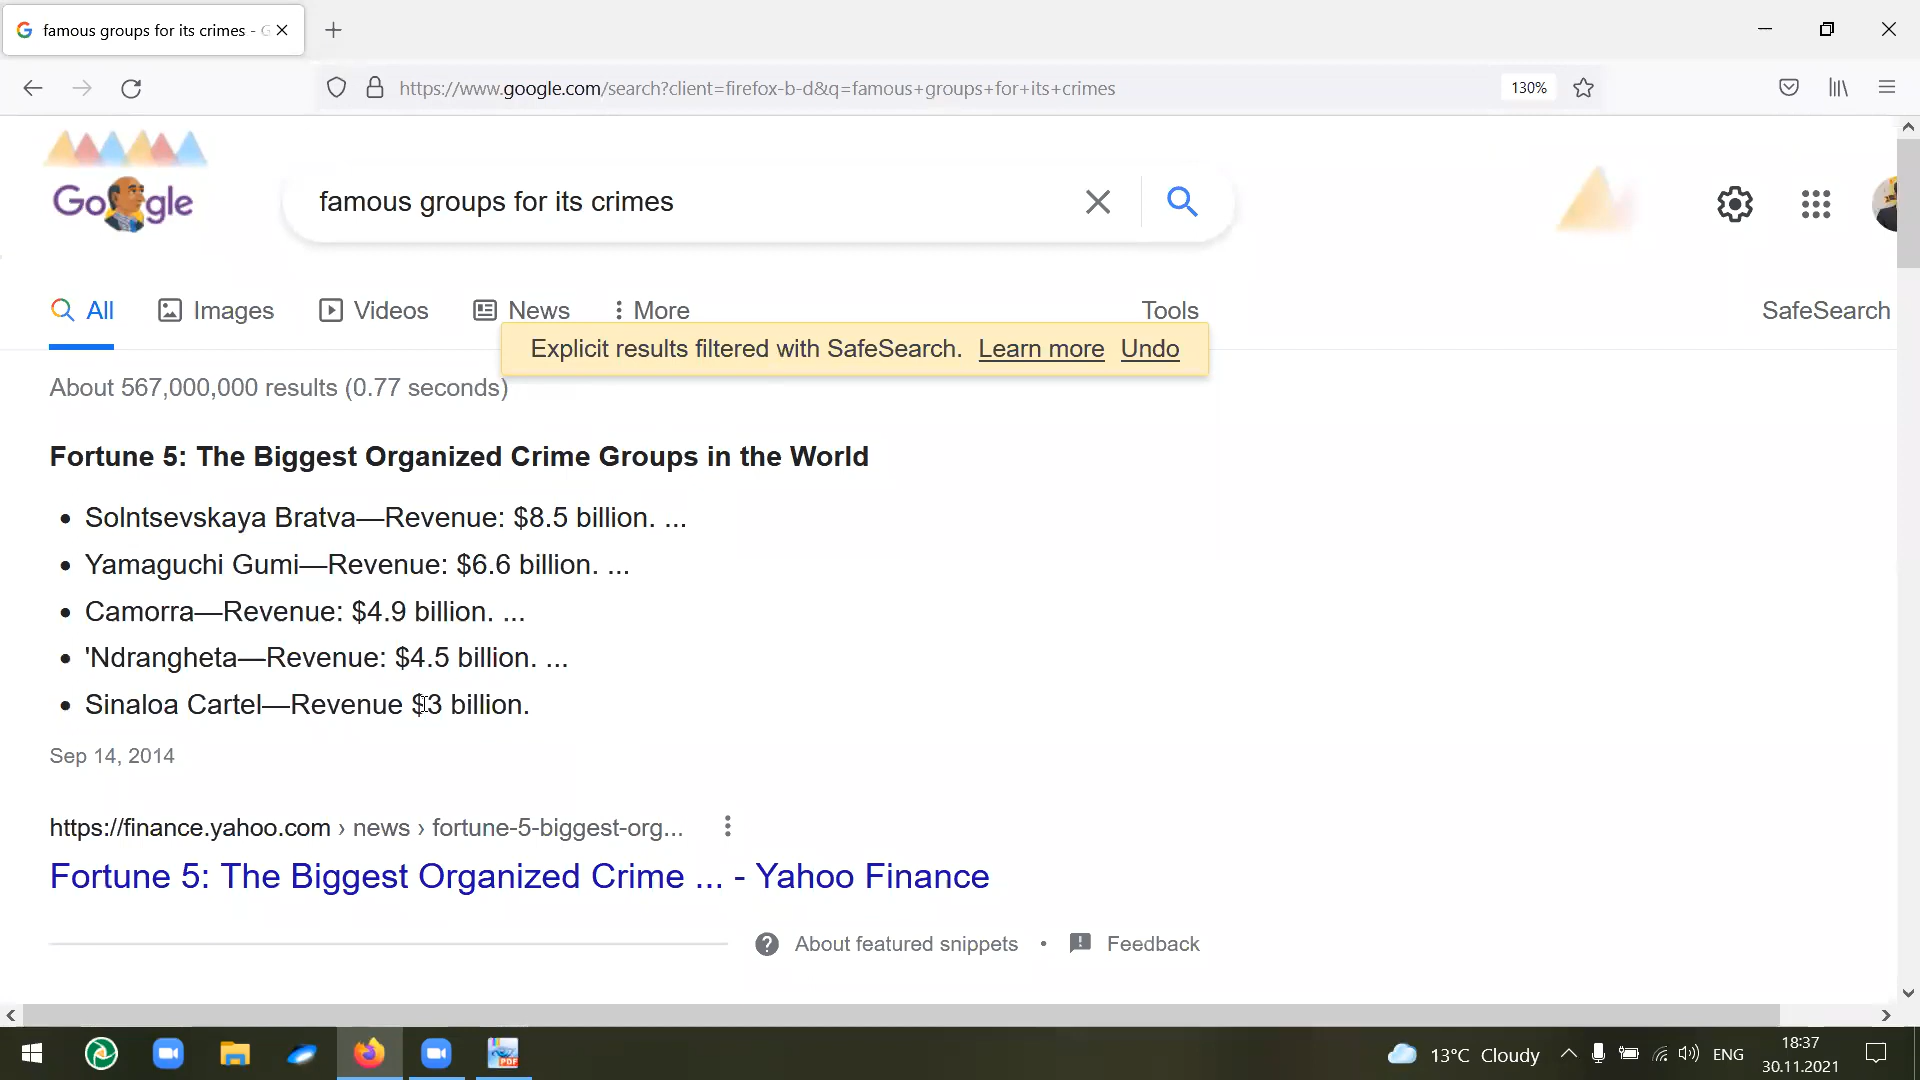 famous groups for its crimes - G
https://www.google.com/search?client=firefox-b-d&q=famous+groups+for+its+crimes
130%
Google
famous groups for its crimes
All
Images
Videos
News
More
Tools
SafeSearch
Explicit results filtered with SafeSearch. Learn more Undo
About 567,000,000 results (0.77 seconds)
Fortune 5: The Biggest Organized Crime Groups in the World
• Solntsevskaya Bratva—Revenue: $8.5 billion. ...
• Yamaguchi Gumi—Revenue: $6.6 billion. ...
• Camorra—Revenue: $4.9 billion. ...
• 'Ndrangheta—Revenue: $4.5 billion. ...
• Sinaloa Cartel—Revenue $3 billion.
Sep 14, 2014
https://finance.yahoo.com › news › fortune-5-biggest-org...
Fortune 5: The Biggest Organized Crime ... - Yahoo Finance
About featured snippets • Feedback
PDF
13°C Cloudy
ENG
18:37
30.11.2021